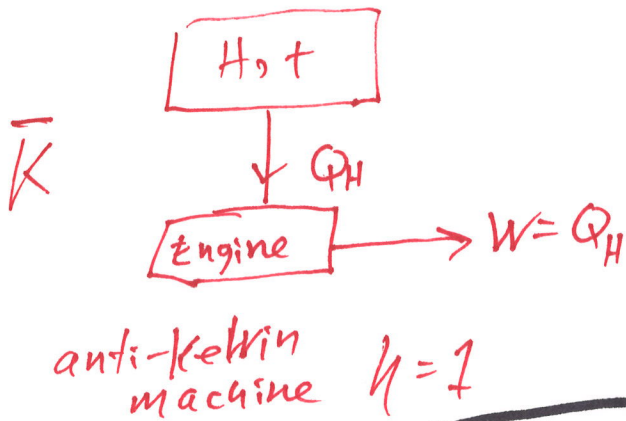 Hot
K̅
Q_H
Engine
W = Q_H
anti-Kelvin
machine η = 1